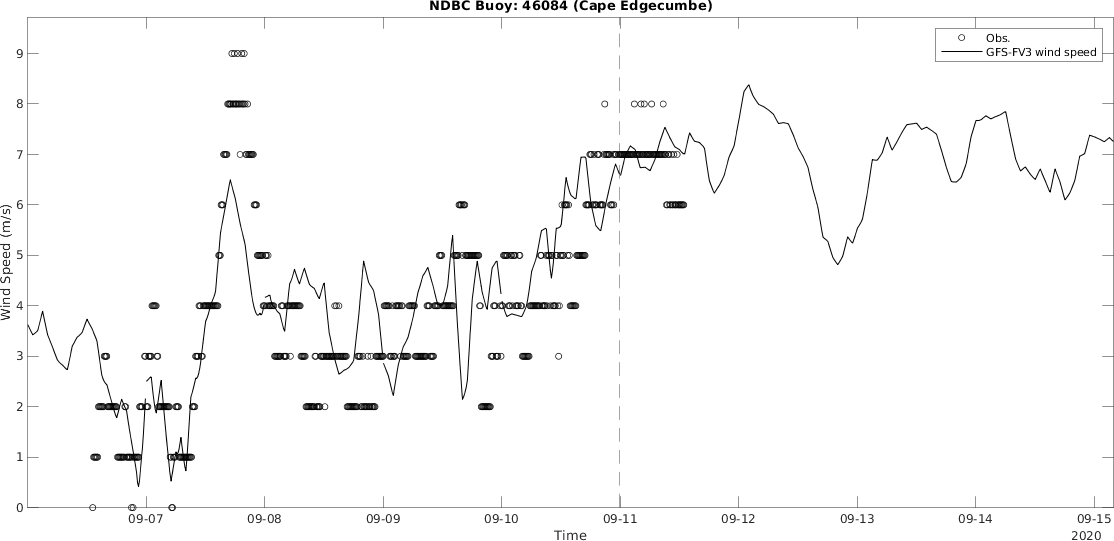 NDBC Buoy: 46084 (Cape Edgecumbe)
Obs.
GFS-FV3 wind speed
Wind Speed (m/s)
9
8
7
6
5
4
3
2
1
0
09-07 09-08 09-09 09-10 09-11 09-12 09-13 09-14 09-15
Time
2020